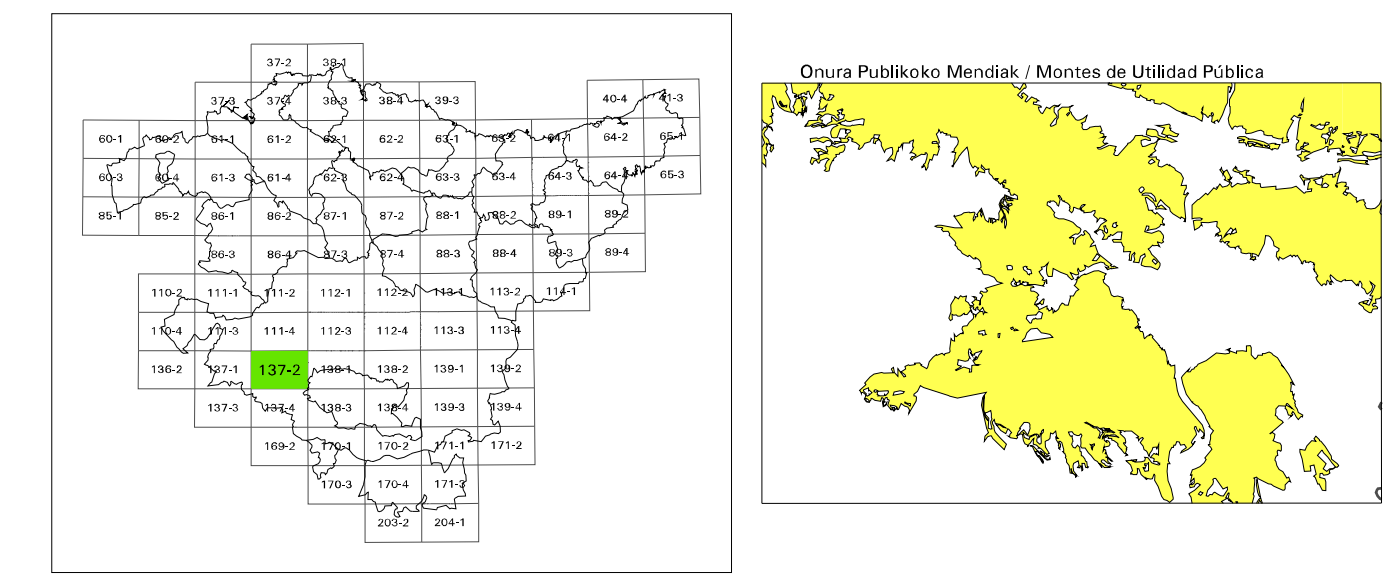 37-2 38-1
Onura Publikoko Mendiak / Montes de Utilidad Pública
37-3 37-4 38-3 38-4 39-3 40-4 41-3
60-1 60-2 61-1 61-2 62-1 62-2 63-1 63-2 64-1 64-2 65-1
60-3 60-4 61-3 61-4 62-3 62-4 63-3 63-4 64-3 64-4 65-3
85-1 85-2 86-1 86-2 87-1 87-2 88-1 88-2 89-1 89-2
86-3 86-4 87-3 87-4 88-3 88-4 89-3 89-4
110-2 111-1 111-2 112-1 112-2 113-1 113-2 114-1
110-4 111-3 111-4 112-3 112-4 113-3 113-4
136-2 137-1 137-2 138-1 138-2 139-1 139-2
137-3 137-4 138-3 138-4 139-3 139-4
169-2 170-1 170-2 171-1 171-2
170-3 170-4 171-3
203-2 204-1